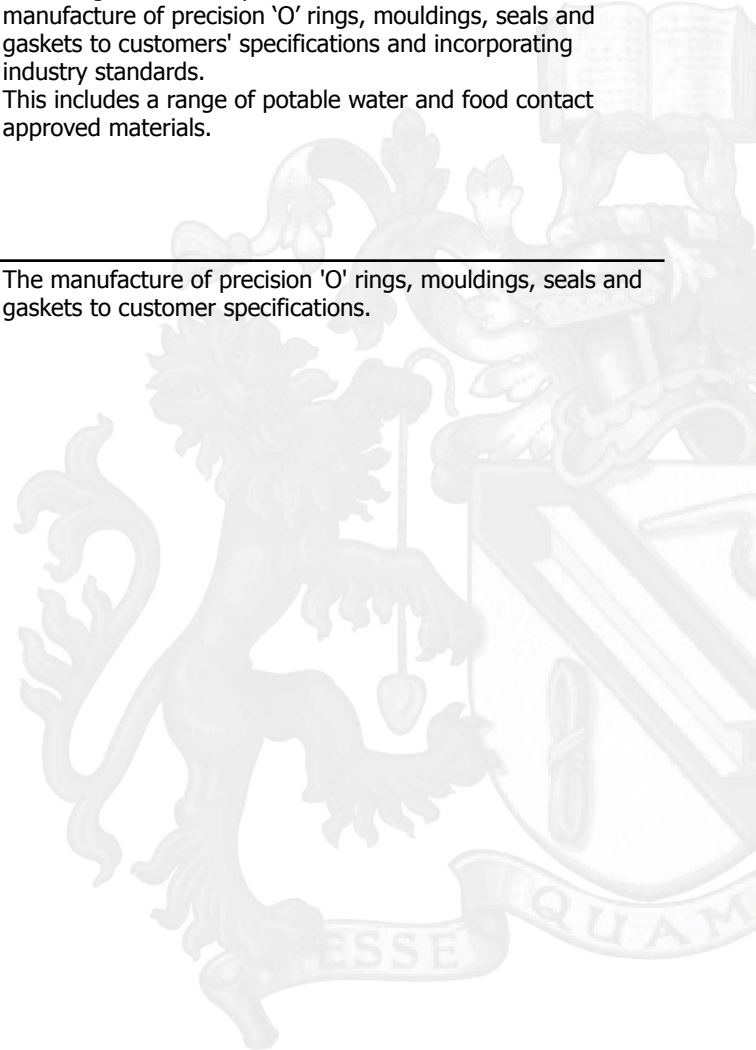 manufacture of precision ‘O’ rings, mouldings, seals and
gaskets to customers' specifications and incorporating
industry standards.
This includes a range of potable water and food contact
approved materials.
The manufacture of precision 'O' rings, mouldings, seals and
gaskets to customer specifications.
ESSE
QUAM